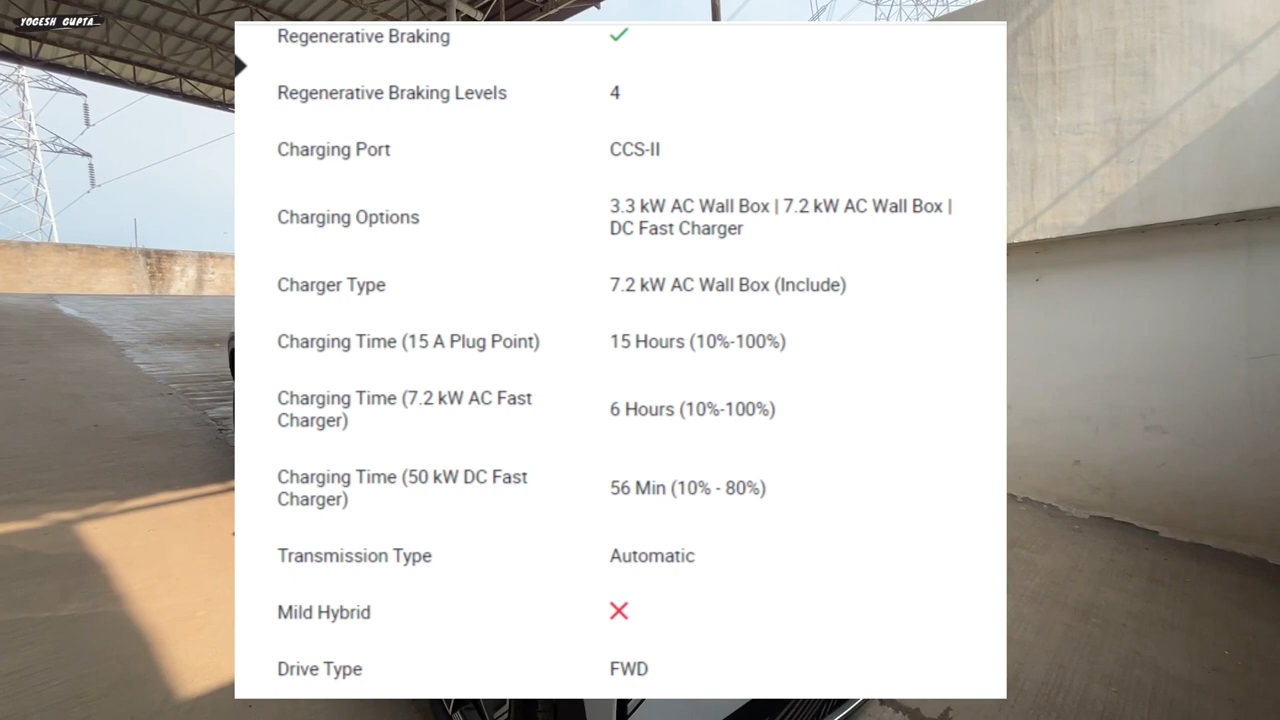 YOGESH GUPTA
Regenerative Braking
Regenerative Braking Levels 4
Charging Port CCS-II
Charging Options 3.3 kW AC Wall Box | 7.2 kW AC Wall Box |
DC Fast Charger
Charger Type 7.2 kW AC Wall Box (Include)
Charging Time (15 A Plug Point) 15 Hours (10%-100%)
Charging Time (7.2 kW AC Fast
Charger) 6 Hours (10%-100%)
Charging Time (50 kW DC Fast
Charger) 56 Min (10% - 80%)
Transmission Type Automatic
Mild Hybrid
Drive Type FWD